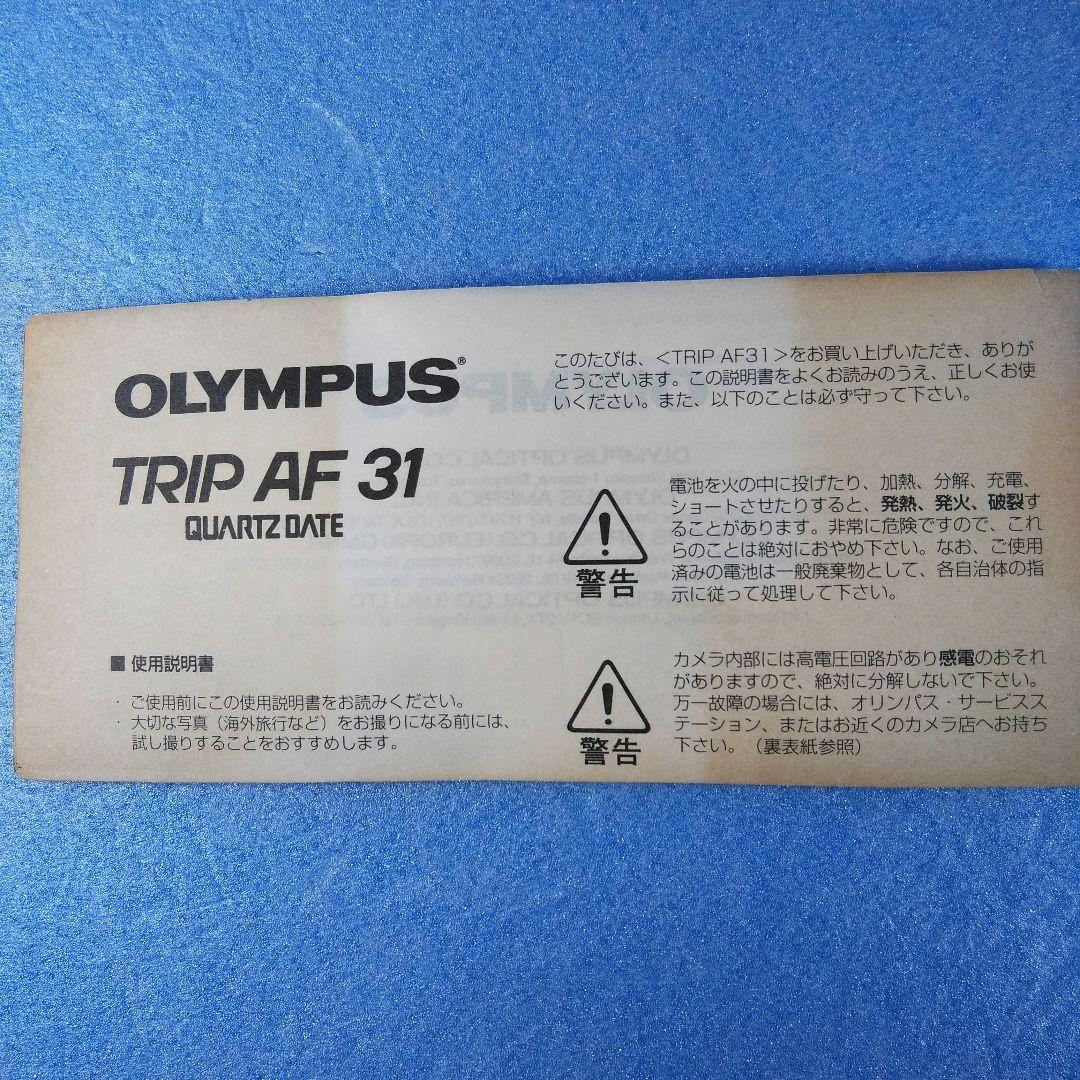 OLYMPUS®
TRIP AF 31
QUARTZ DATE
■ 使用説明書
・ご使用前にこの使用説明書をお読みください。
・大切な写真（海外旅行など）をお撮りになる前には、
試し撮りすることをおすすめします。
このたびは、＜TRIP AF31＞をお買い上げいただき、ありが
とうございます。この説明書をよくお読みのうえ、正しくお使
いください。また、以下のことは必ず守って下さい。
警告
電池を火の中に投げたり、加熱、分解、充電、
ショートさせたりすると、発熱、発火、破裂す
ることがあります。非常に危険ですので、これ
らのことは絶対におやめ下さい。なお、ご使用
済みの電池は一般廃棄物として、各自治体の指
示に従って処理して下さい。
警告
カメラ内部には高電圧回路があり感電のおそれ
がありますので、絶対に分解しないで下さい。
万一故障の場合には、オリンパス・サービスス
テーション、またはお近くのカメラ店へお持ち
下さい。（裏表紙参照）